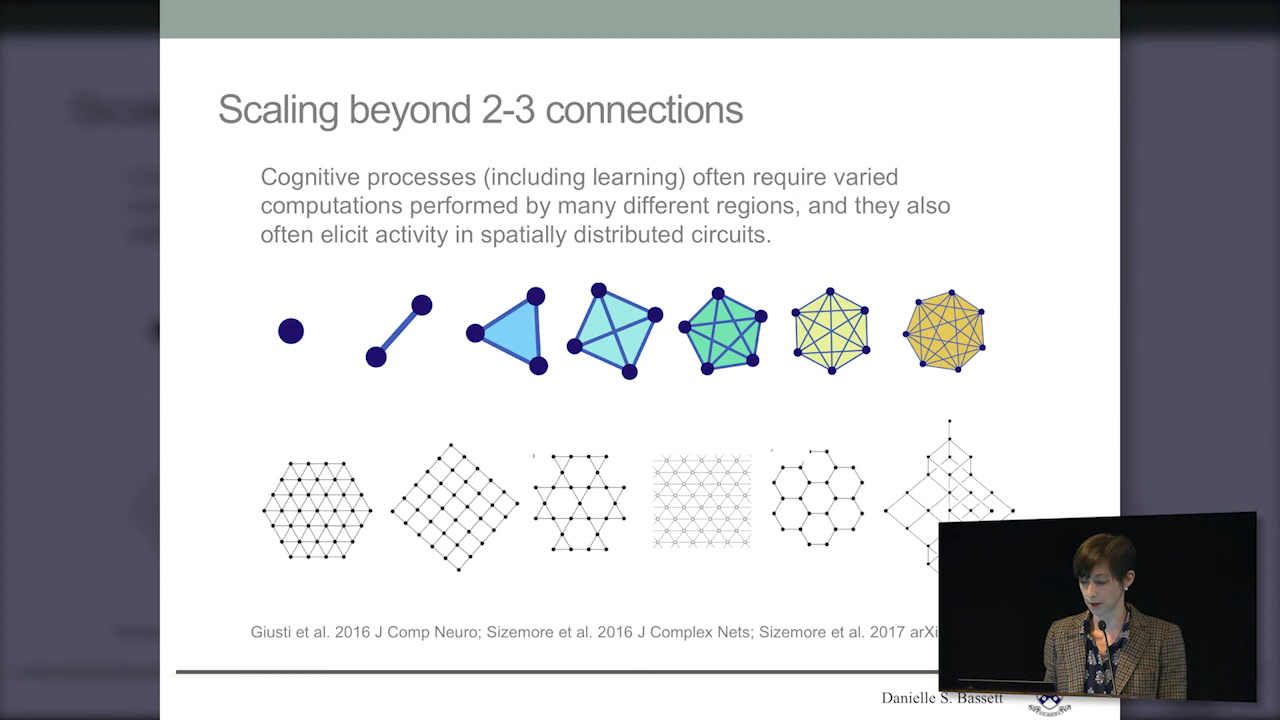 Scaling beyond 2-3 connections
Cognitive processes (including learning) often require varied
computations performed by many different regions, and they also
often elicit activity in spatially distributed circuits.
Giusti et al. 2016 J Comp Neuro; Sizemore et al. 2016 J Complex Nets; Sizemore et al. 2017 arXi
Danielle S. Bassett